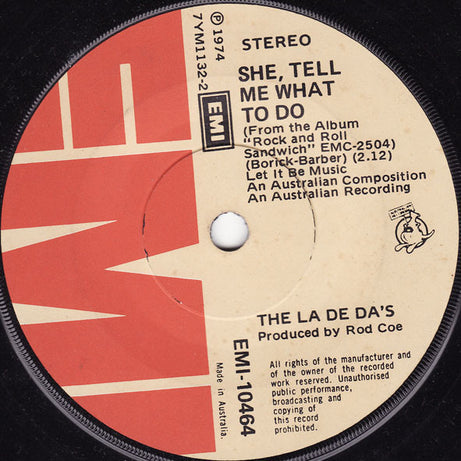 EMI
℗ 1974
7YM1132-2
EMI
STEREO
SHE, TELL
ME WHAT
TO DO
(From the Album
"Rock and Roll
Sandwich" EMC-2504)
(Borick-Barber) (2.12)
Let It Be Music
An Australian Composition
An Australian Recording
THE LA DE DA'S
Produced by Rod Coe
EMI-10464
Made in Australia.
All rights of the manufacturer and
of the owner of the recorded
work reserved. Unauthorised
public performance,
broadcasting and
copying of
this record
prohibited.